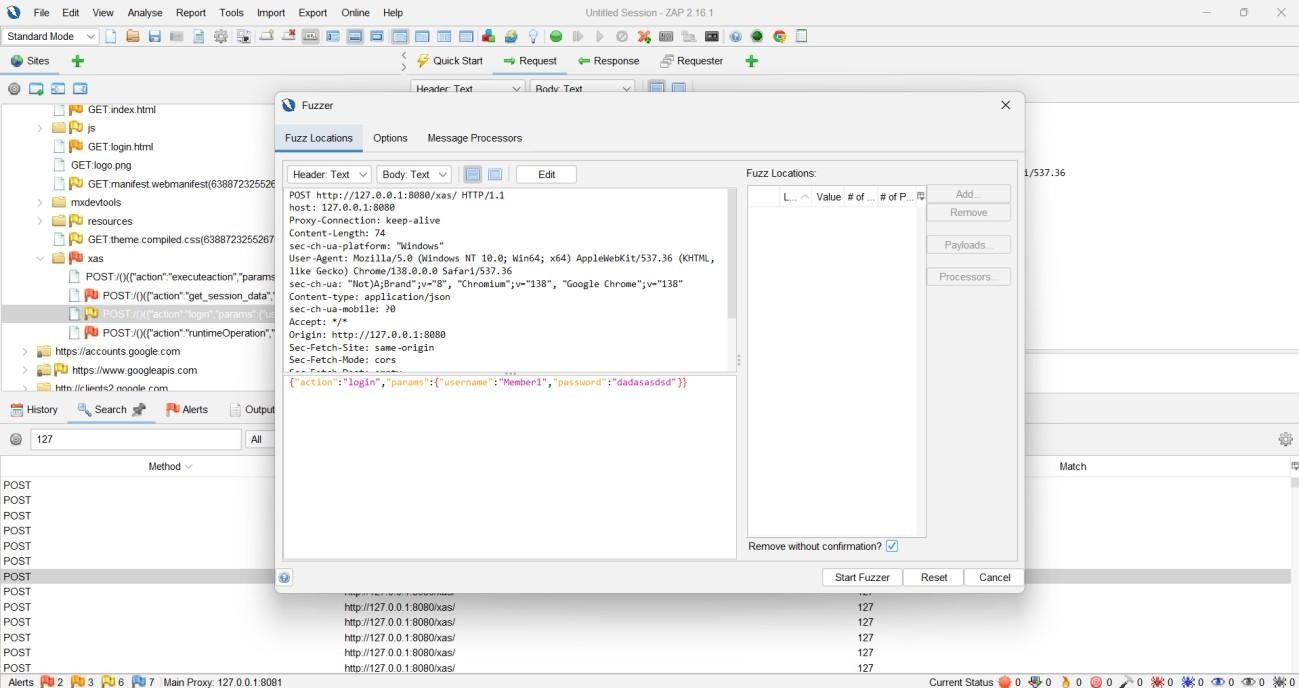 File Edit View Analyse Report Tools Import Export Online Help
Untitled Session - ZAP 2.16.1
Standard Mode
Sites
Quick Start Request Response Requester
Header: Text Body: Text
GET:index.html
js
GET:login.html
GET:logo.png
GET:manifest.webmanifest(63887232552
mxdevtools
resources
GET:theme.compiled.css(6388723255267
xas
POST:/()({"action":"executeaction","params
POST:/()({"action":"get_session_data",
POST:/()({"action":"login","params":{"us
POST:/()({"action":"runtimeOperation","
https://accounts.google.com
https://www.googleapis.com
http://clients2.google.com
i/537.36
Fuzzer
Fuzz Locations Options Message Processors
Header: Text Body: Text Edit
POST http://127.0.0.1:8080/xas/ HTTP/1.1
host: 127.0.0.1:8080
Proxy-Connection: keep-alive
Content-Length: 74
sec-ch-ua-platform: "Windows"
User-Agent: Mozilla/5.0 (Windows NT 10.0; Win64; x64) AppleWebKit/537.36 (KHTML,
like Gecko) Chrome/138.0.0.0 Safari/537.36
sec-ch-ua: "Not)A;Brand";v="8", "Chromium";v="138", "Google Chrome";v="138"
Content-type: application/json
sec-ch-ua-mobile: ?0
Accept: */*
Origin: http://127.0.0.1:8080
Sec-Fetch-Site: same-origin
Sec-Fetch-Mode: cors
Sec-Fetch-Dest: empty
{"action":"login","params":{"username":"Member1","password":"dadasasdsd"}}
Fuzz Locations:
L... Value # of ... # of P...
Add...
Remove
Payloads...
Processors...
Remove without confirmation?
Start Fuzzer Reset Cancel
History Search Alerts Output
127 All
Method Match
POST
POST
POST
POST
POST
POST
POST
POST http://127.0.0.1:8080/xas/ 127
POST http://127.0.0.1:8080/xas/ 127
POST http://127.0.0.1:8080/xas/ 127
POST http://127.0.0.1:8080/xas/ 127
POST http://127.0.0.1:8080/xas/ 127
POST http://127.0.0.1:8080/xas/ 127
Alerts 2 3 6 7 Main Proxy: 127.0.0.1:8081
Current Status 0 0 0 0 0 0 0 0 0 0